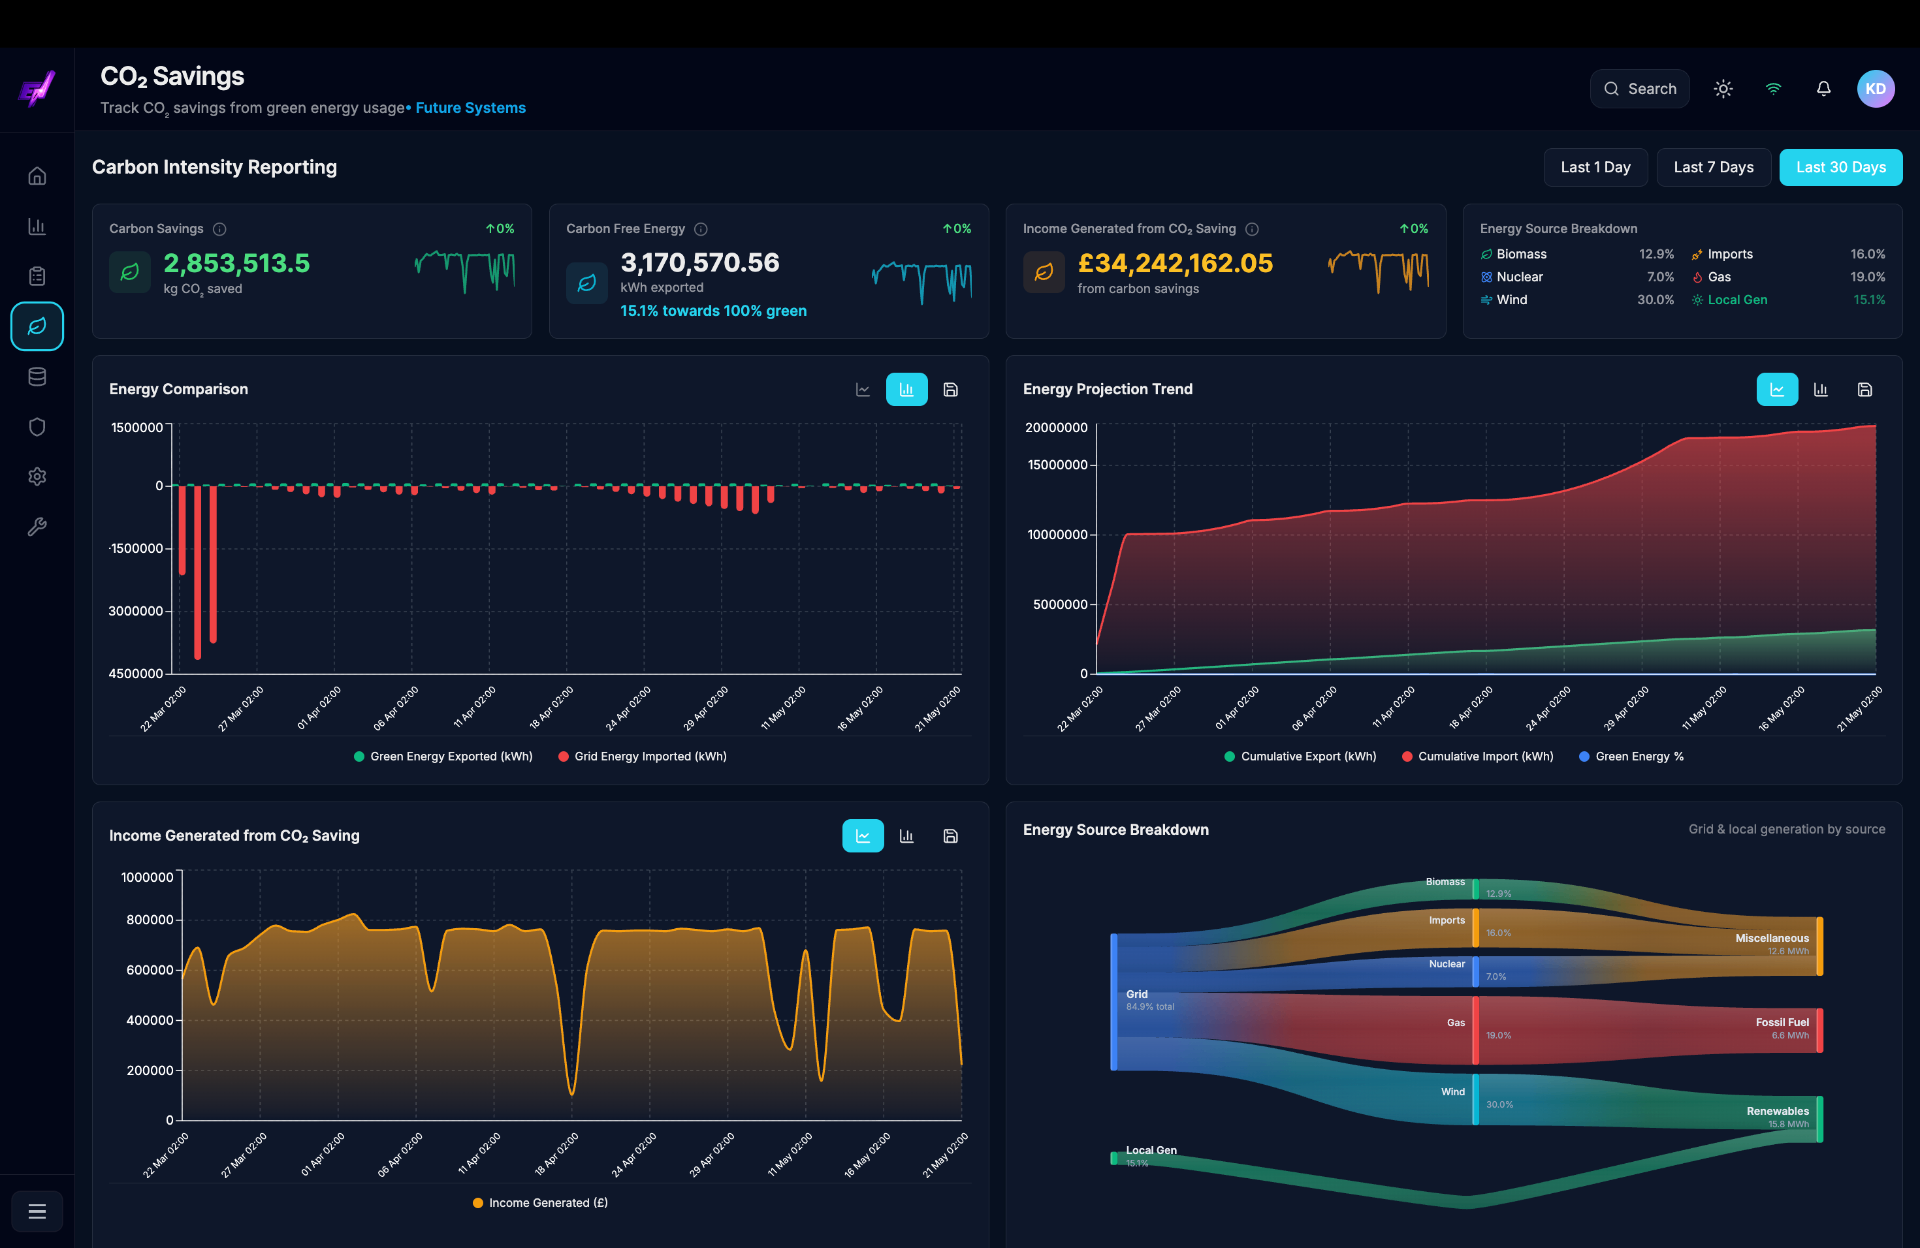 CO₂ Savings
Track CO₂ savings from green energy usage• Future Systems
Search
KD
Carbon Intensity Reporting
Last 1 Day
Last 7 Days
Last 30 Days
Carbon Savings
↑0%
2,853,513.5
kg CO₂ saved
Carbon Free Energy
↑0%
3,170,570.56
kWh exported
15.1% towards 100% green
Income Generated from CO₂ Saving
↑0%
£34,242,162.05
from carbon savings
Energy Source Breakdown
Biomass 12.9% Imports 16.0%
Nuclear 7.0% Gas 19.0%
Wind 30.0% Local Gen 15.1%
Energy Comparison
1500000
0
-1500000
3000000
4500000
22 Mar 02:00
27 Mar 02:00
01 Apr 02:00
06 Apr 02:00
11 Apr 02:00
18 Apr 02:00
24 Apr 02:00
29 Apr 02:00
11 May 02:00
16 May 02:00
21 May 02:00
Green Energy Exported (kWh)
Grid Energy Imported (kWh)
Energy Projection Trend
20000000
15000000
10000000
5000000
0
22 Mar 02:00
27 Mar 02:00
01 Apr 02:00
06 Apr 02:00
11 Apr 02:00
18 Apr 02:00
24 Apr 02:00
29 Apr 02:00
11 May 02:00
16 May 02:00
21 May 02:00
Cumulative Export (kWh)
Cumulative Import (kWh)
Green Energy %
Income Generated from CO₂ Saving
1000000
800000
600000
400000
200000
0
22 Mar 02:00
27 Mar 02:00
01 Apr 02:00
06 Apr 02:00
11 Apr 02:00
18 Apr 02:00
24 Apr 02:00
29 Apr 02:00
11 May 02:00
16 May 02:00
21 May 02:00
Income Generated (£)
Energy Source Breakdown
Grid & local generation by source
Biomass
12.9%
Imports
16.0%
Nuclear
7.0%
Gas
19.0%
Wind
30.0%
Grid
84.9% total
Local Gen
15.1%
Miscellaneous
12.6 MWh
Fossil Fuel
6.6 MWh
Renewables
15.8 MWh